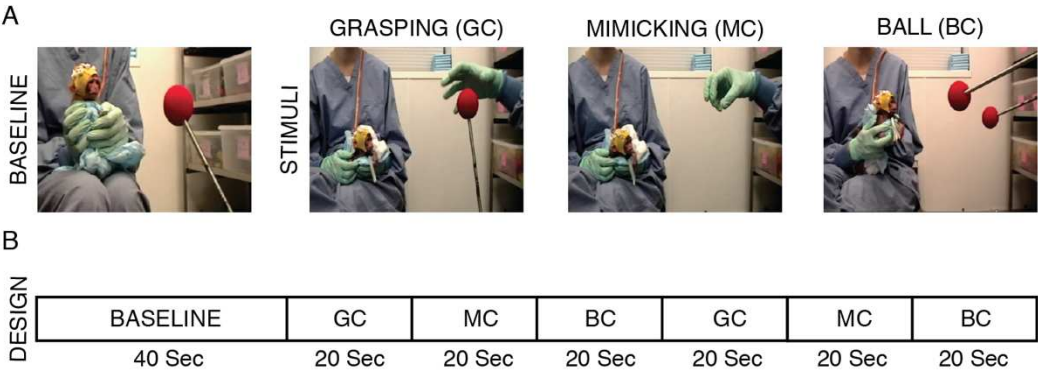 A
GRASPING (GC)
MIMICKING (MC)
BALL (BC)
BASELINE
STIMULI
B
DESIGN
BASELINE
GC
MC
BC
GC
MC
BC
40 Sec
20 Sec
20 Sec
20 Sec
20 Sec
20 Sec
20 Sec